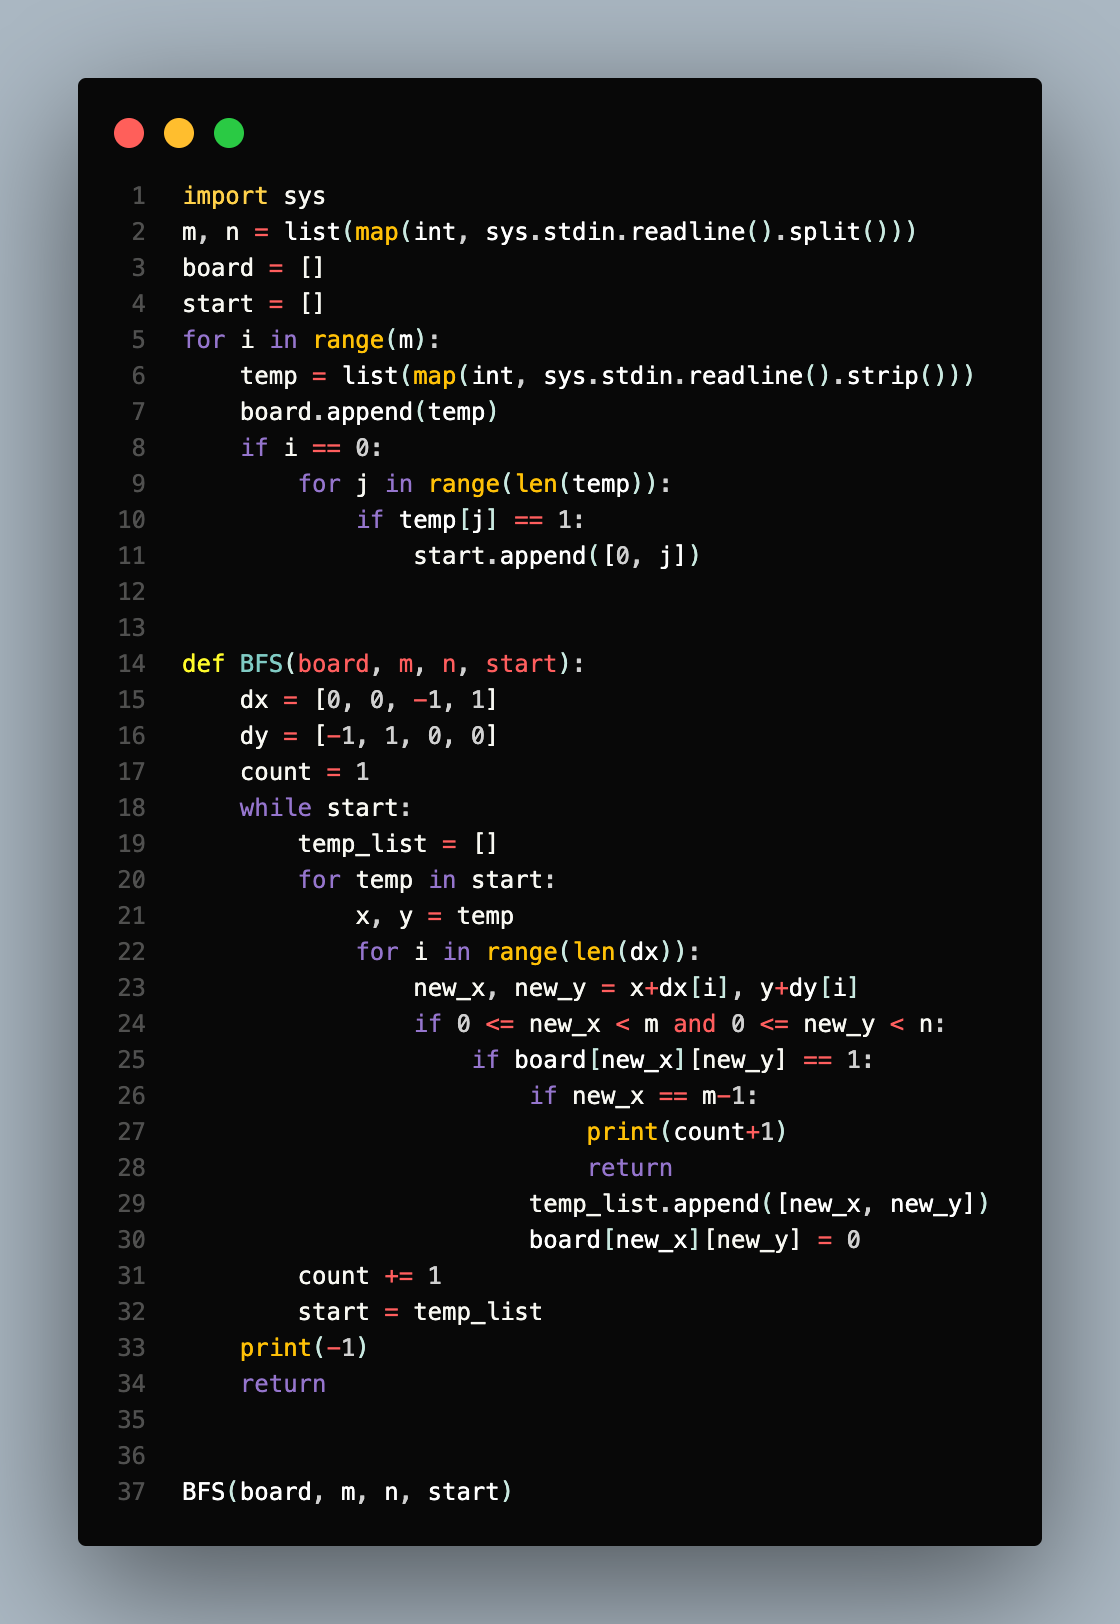 1 import sys
2 m, n = list(map(int, sys.stdin.readline().split()))
3 board = []
4 start = []
5 for i in range(m):
6     temp = list(map(int, sys.stdin.readline().strip()))
7     board.append(temp)
8     if i == 0:
9         for j in range(len(temp)):
10             if temp[j] == 1:
11                 start.append([0, j])
12
13
14 def BFS(board, m, n, start):
15     dx = [0, 0, -1, 1]
16     dy = [-1, 1, 0, 0]
17     count = 1
18     while start:
19         temp_list = []
20         for temp in start:
21             x, y = temp
22             for i in range(len(dx)):
23                 new_x, new_y = x+dx[i], y+dy[i]
24                 if 0 <= new_x < m and 0 <= new_y < n:
25                     if board[new_x][new_y] == 1:
26                         if new_x == m-1:
27                             print(count+1)
28                             return
29                         temp_list.append([new_x, new_y])
30                         board[new_x][new_y] = 0
31         count += 1
32         start = temp_list
33     print(-1)
34     return
35
36
37 BFS(board, m, n, start)